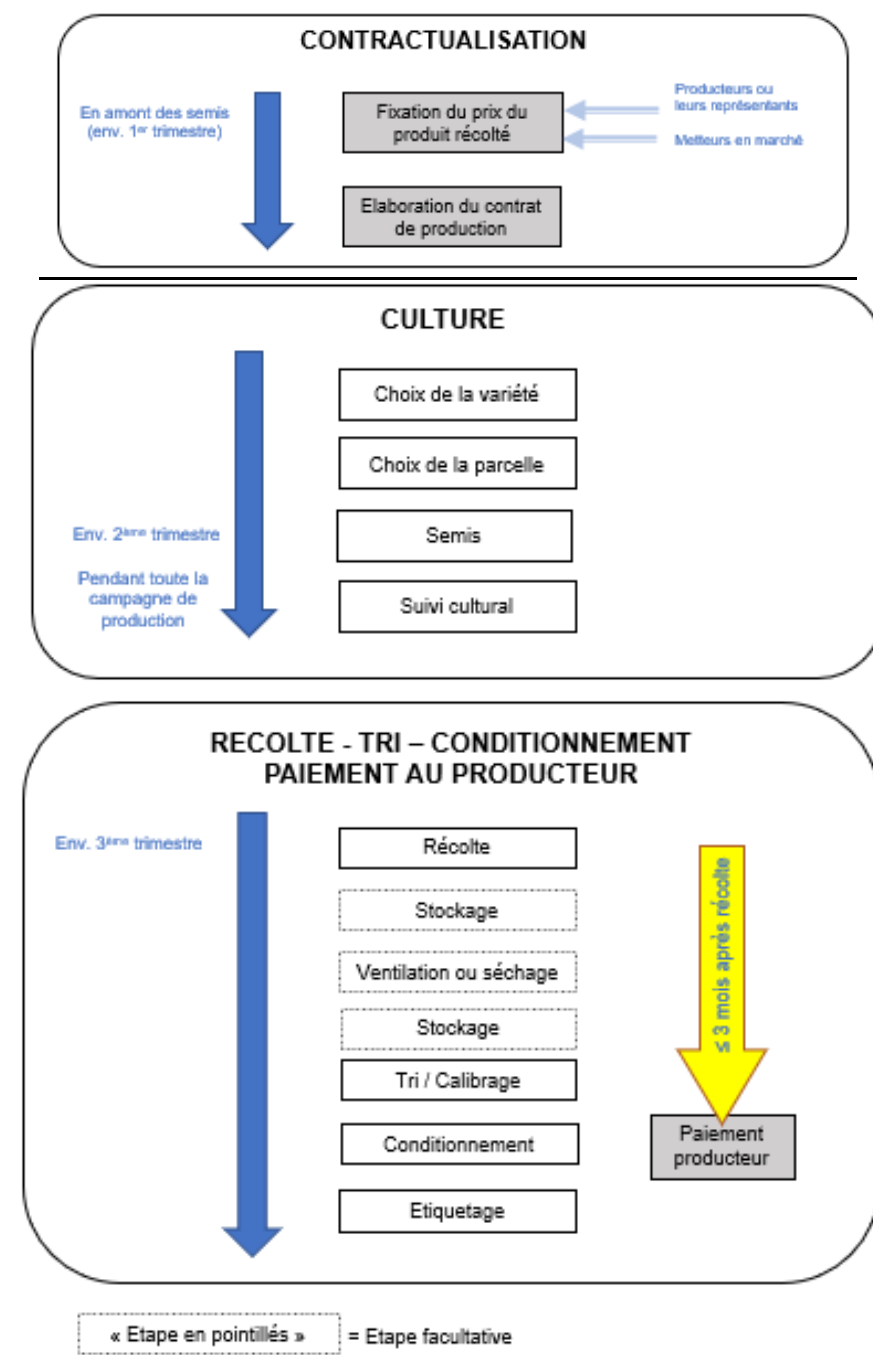 CONTRACTUALISATION
En amont des semis
(env. 1er trimestre)
Fixation du prix du
produit récolté
Producteurs ou
leurs représentants
Metteurs en marché
Elaboration du contrat
de production
CULTURE
Choix de la variété
Choix de la parcelle
Env. 2ème trimestre
Semis
Pendant toute la
campagne de
production
Suivi cultural
RECOLTE - TRI – CONDITIONNEMENT
PAIEMENT AU PRODUCTEUR
Env. 3ème trimestre
Récolte
Stockage
Ventilation ou séchage
Stockage
Tri / Calibrage
Conditionnement
Etiquetage
≤ 3 mois après récolte
Paiement
producteur
« Etape en pointillés » = Etape facultative